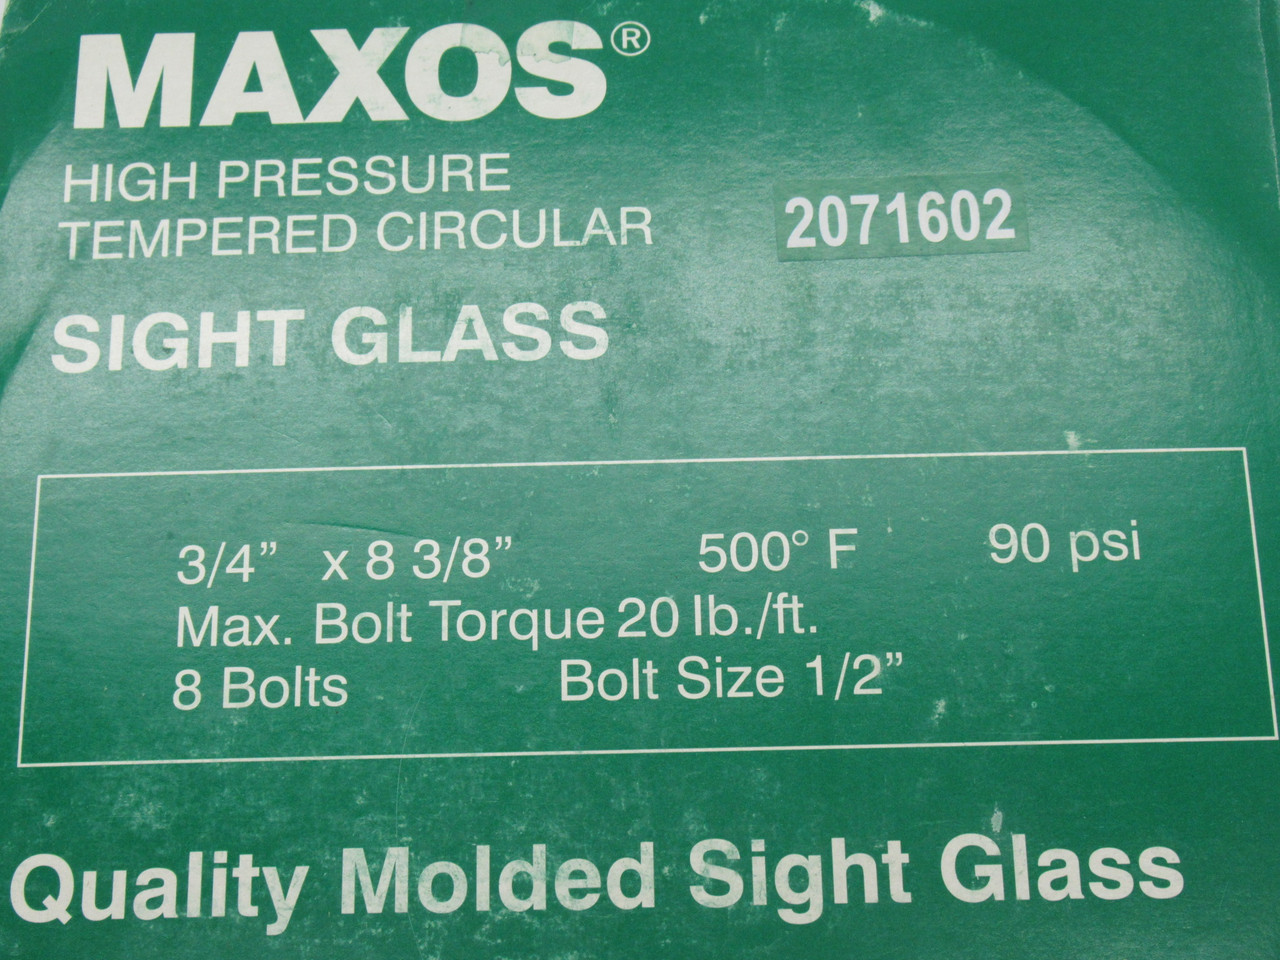 MAXOS®
HIGH PRESSURE
TEMPERED CIRCULAR
2071602
SIGHT GLASS
3/4” x 8 3/8” 500° F 90 psi
Max. Bolt Torque 20 lb./ft.
8 Bolts Bolt Size 1/2”
Quality Molded Sight Glass